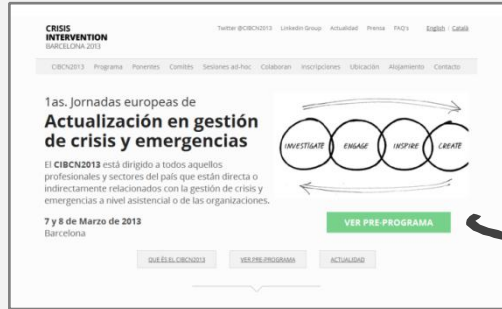 CRISIS
INTERVENTION
BARCELONA 2013
Twitter @CIBCN2013 Linkedin Group Actualidad Prensa FAQ's English | Català
CIBCN2013 Programa Ponentes Comités Sesiones ad-hoc Colaboran Inscripciones Ubicación Alojamiento Contacto
1as. Jornadas europeas de
Actualización en gestión
de crisis y emergencias
El CIBCN2013 está dirigido a todos aquellos
profesionales y sectores del país que están directa o
indirectamente relacionados con la gestión de crisis y
emergencias a nivel asistencial o de las organizaciones.
7 y 8 de Marzo de 2013
Barcelona
INVESTIGATE ENGAGE INSPIRE CREATE
VER PRE-PROGRAMA
QUÉ ÉS EL CIBCN2013 VER PRE-PROGRAMA ACTUALIDAD